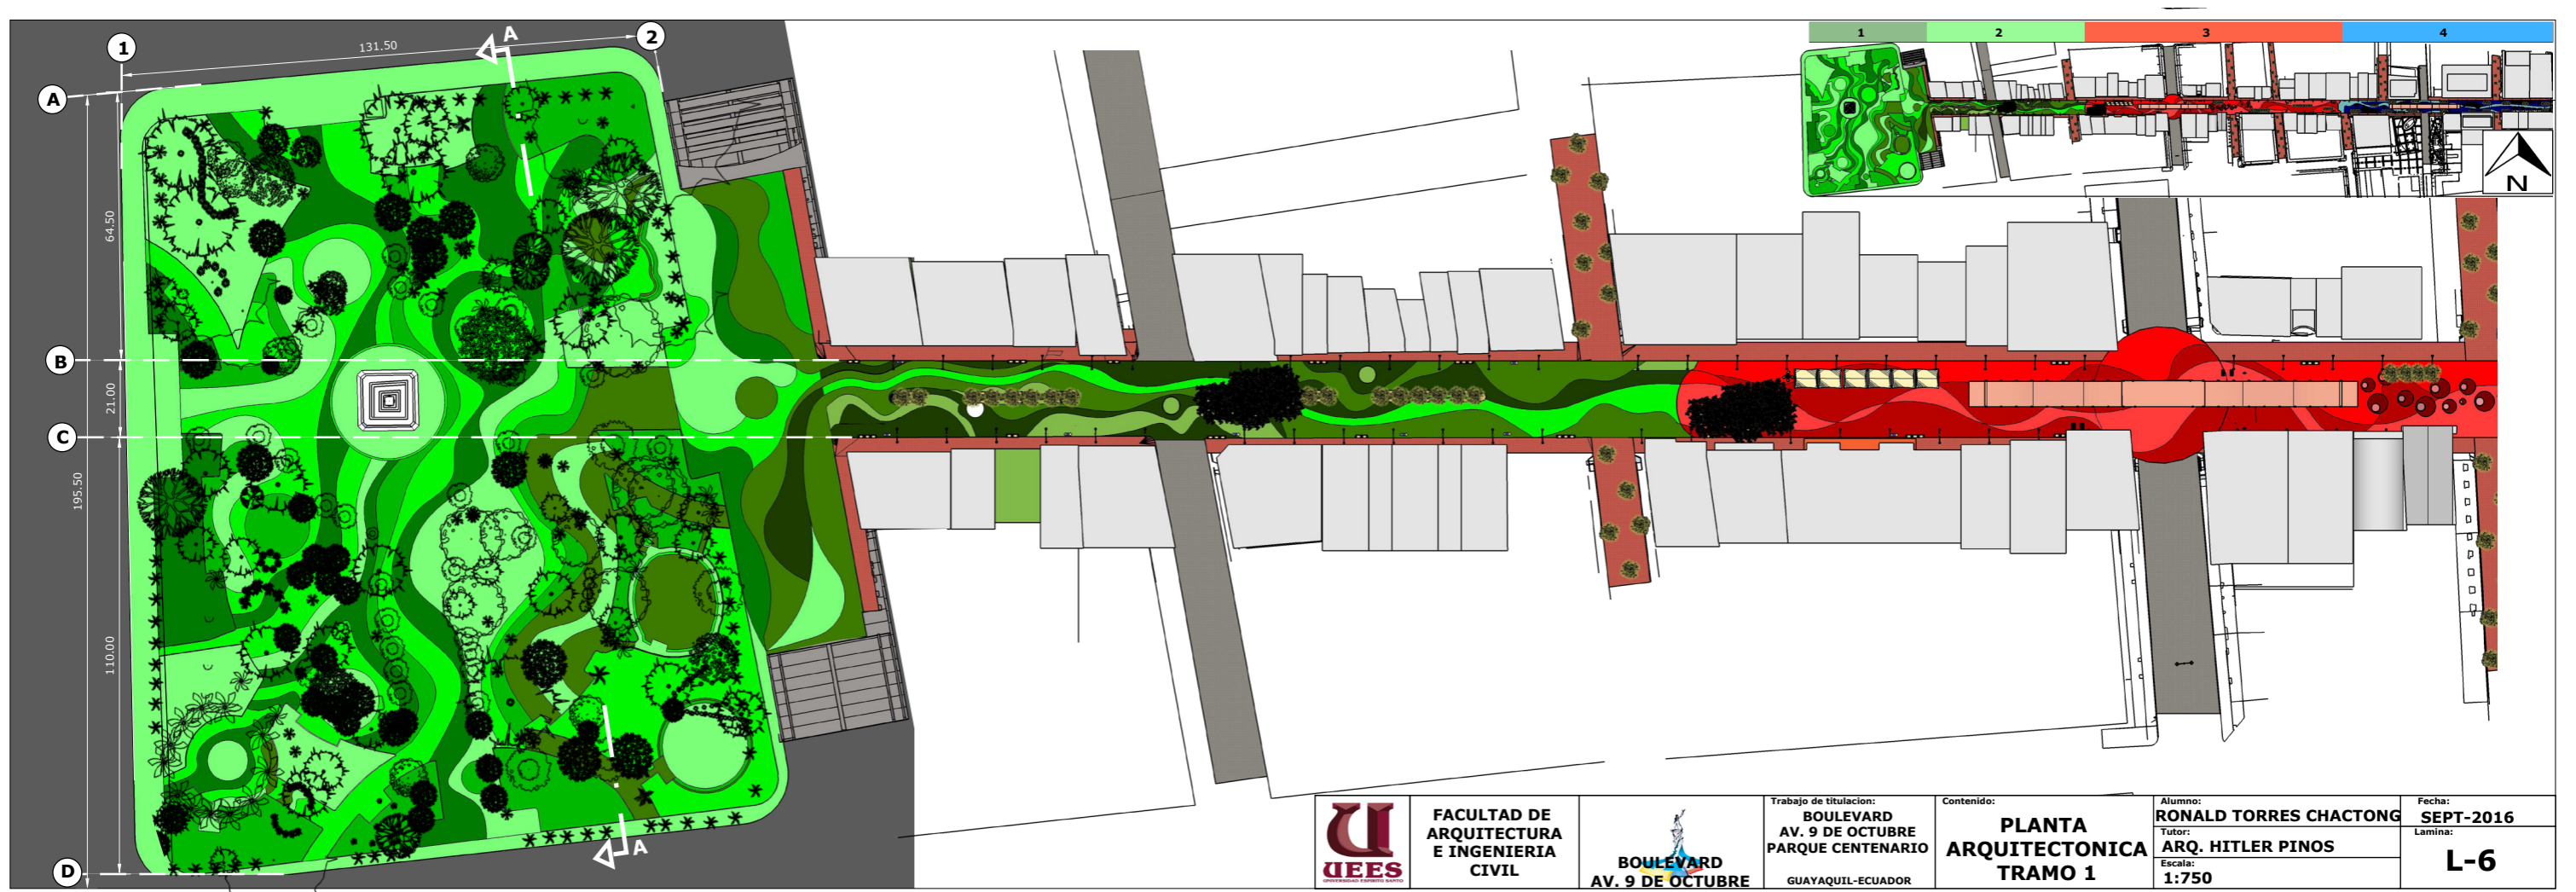 1
131.50
A
2
1
2
3
4
A
64.50
N
B
21.00
C
195.50
110.00
A
D
UEES
UNIVERSIDAD ESPIRITU SANTO
FACULTAD DE
ARQUITECTURA
E INGENIERIA
CIVIL
BOULEVARD
AV. 9 DE OCTUBRE
Trabajo de titulacion:
BOULEVARD
AV. 9 DE OCTUBRE
PARQUE CENTENARIO
GUAYAQUIL-ECUADOR
Contenido:
PLANTA
ARQUITECTONICA
TRAMO 1
Alumno:
RONALD TORRES CHACTONG
Tutor:
ARQ. HITLER PINOS
Escala:
1:750
Fecha:
SEPT-2016
Lamina:
L-6